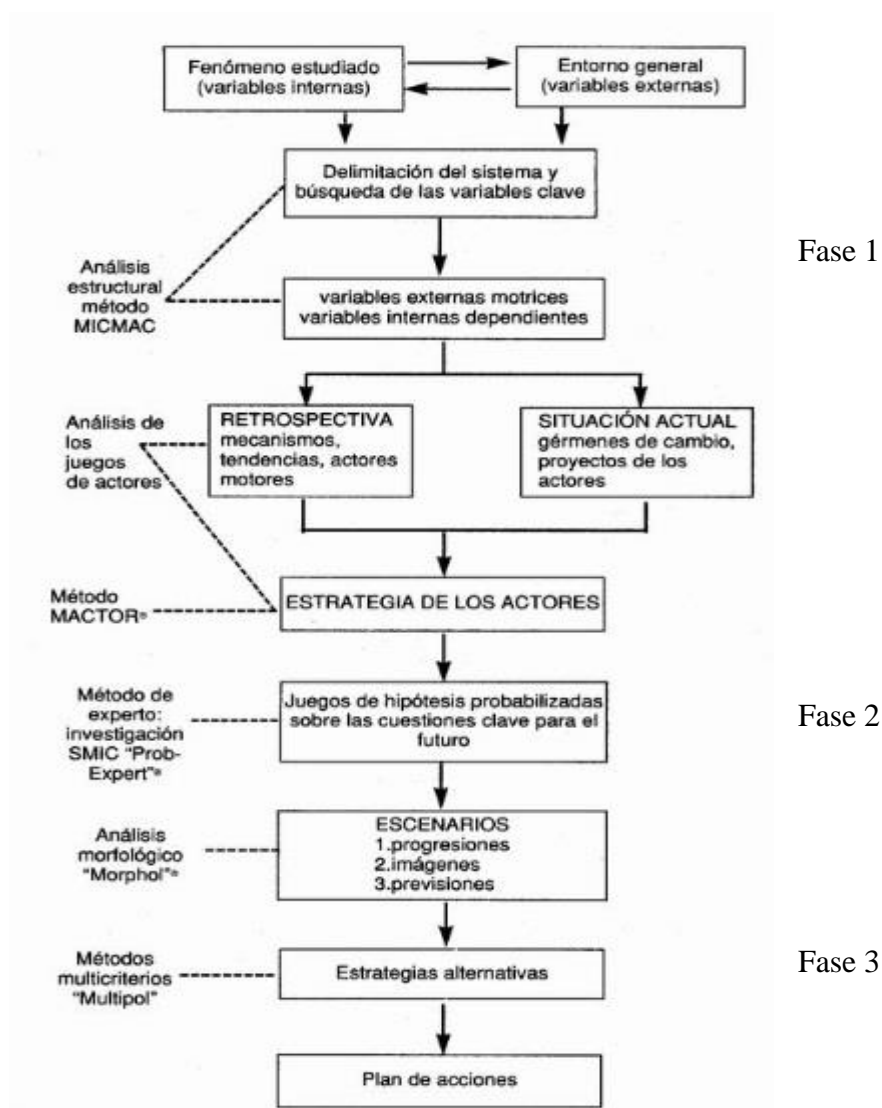 Fenómeno estudiado
(variables internas)
Entorno general
(variables externas)
Delimitación del sistema y
búsqueda de las variables clave
Fase 1
Análisis
estructural
método
MICMAC
variables externas motrices
variables internas dependientes
Análisis de
los
juegos
de actores
RETROSPECTIVA
mecanismos,
tendencias, actores
motores
SITUACIÓN ACTUAL
gérmenes de cambio,
proyectos de los
actores
Método
MACTOR®
ESTRATEGIA DE LOS ACTORES
Método de
experto:
investigación
SMIC "Prob-
Expert"®
Juegos de hipótesis probabilizadas
sobre las cuestiones clave para el
futuro
Fase 2
Análisis
morfológico
"Morphol"®
ESCENARIOS
1.progresiones
2.imágenes
3.previsiones
Métodos
multicriterios
"Multipol"
Estrategias alternativas
Fase 3
Plan de acciones